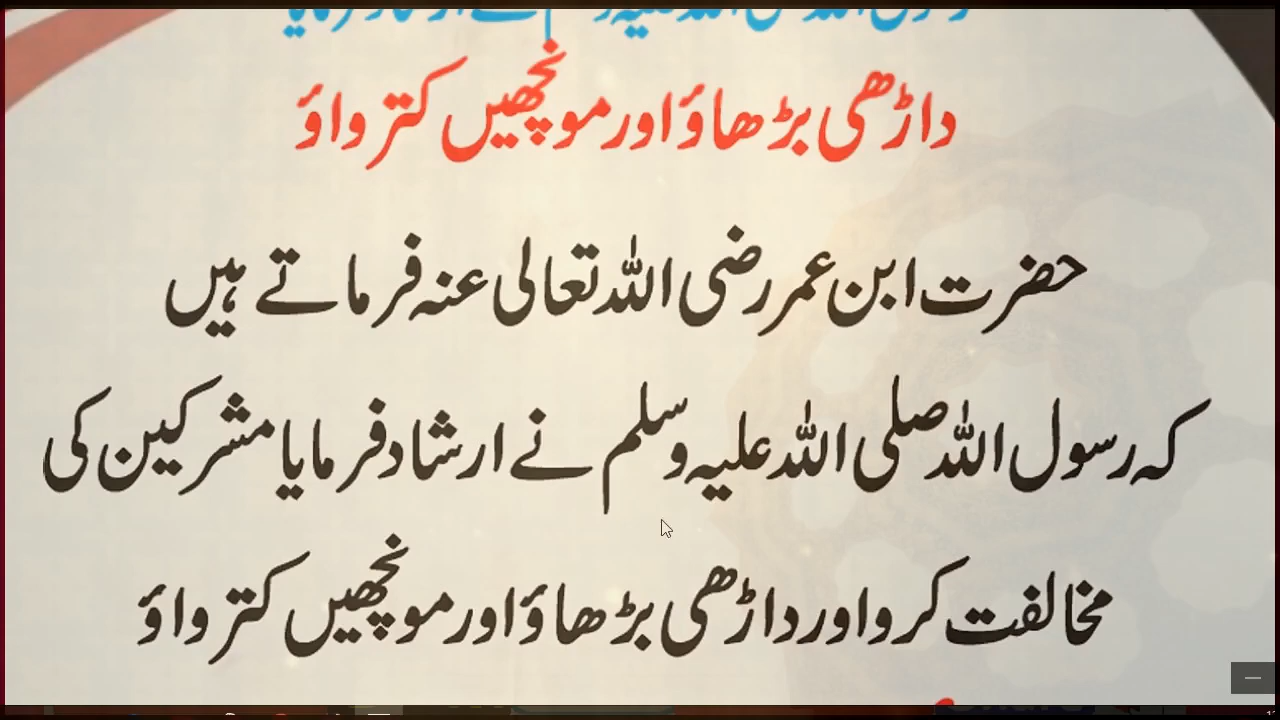 داڑھی بڑھاؤ اور مونچھیں کترواؤ
حضرت ابن عمر رضی اللہ تعالی عنہ فرماتے ہیں
کہ رسول اللہ صلی اللہ علیہ وسلم نے ارشاد فرمایا مشرکین کی
مخالفت کرو اور داڑھی بڑھاؤ اور مونچھیں کترواؤ